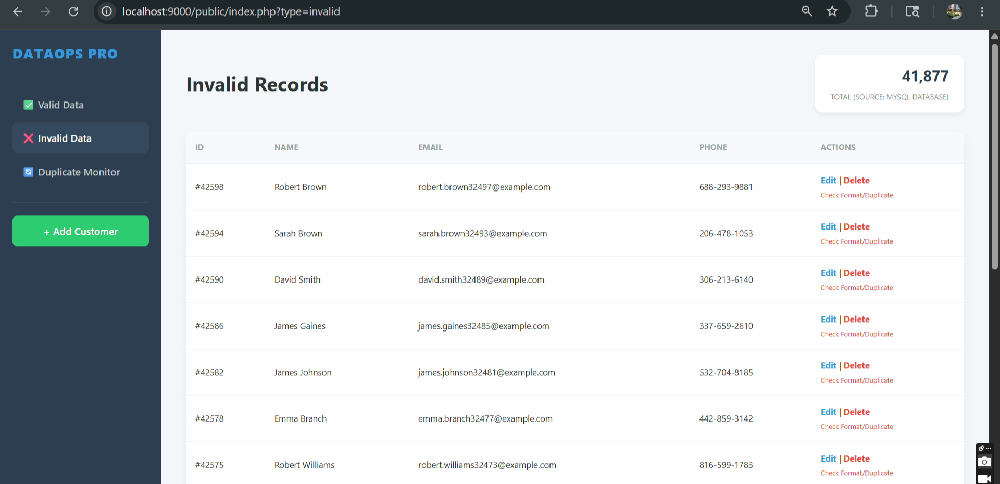 localhost:9000/public/index.php?type=invalid
DATAOPS PRO
Valid Data
Invalid Data
Duplicate Monitor
+ Add Customer
Invalid Records
41,877
TOTAL (SOURCE: MYSQL DATABASE)
ID NAME EMAIL PHONE ACTIONS
#42598 Robert Brown robert.brown32497@example.com 688-293-9881 Edit | Delete
Check Format/Duplicate
#42594 Sarah Brown sarah.brown32493@example.com 206-478-1053 Edit | Delete
Check Format/Duplicate
#42590 David Smith david.smith32489@example.com 306-213-6140 Edit | Delete
Check Format/Duplicate
#42586 James Gaines james.gaines32485@example.com 337-659-2610 Edit | Delete
Check Format/Duplicate
#42582 James Johnson james.johnson32481@example.com 532-704-8185 Edit | Delete
Check Format/Duplicate
#42578 Emma Branch emma.branch32477@example.com 442-859-3142 Edit | Delete
Check Format/Duplicate
#42575 Robert Williams robert.williams32473@example.com 816-599-1783 Edit | Delete
Check Format/Duplicate